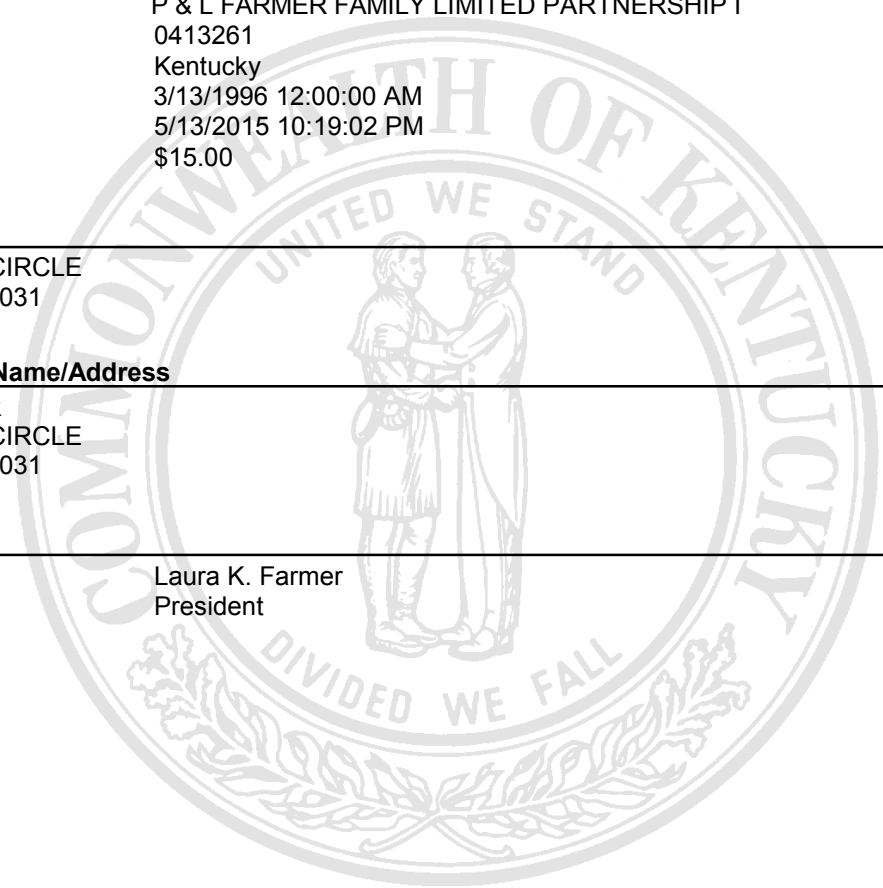 P & L FARMER FAMILY LIMITED PARTNERSHIP I
0413261
Kentucky
3/13/1996 12:00:00 AM
5/13/2015 10:19:02 PM
$15.00
CIRCLE
031
Name/Address
CIRCLE
031
Laura K. Farmer
President
COMMONWEALTH OF KENTUCKY
UNITED WE STAND
DIVIDED WE FALL